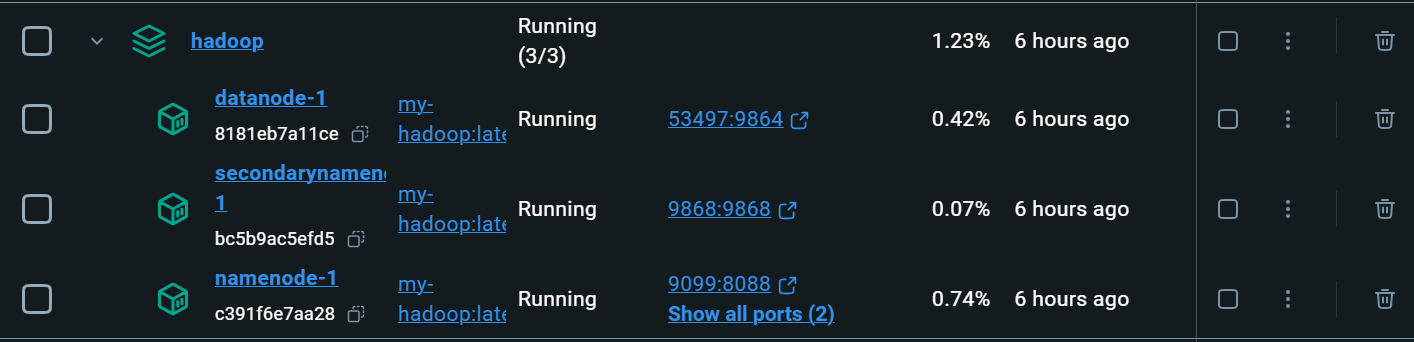 hadoop
Running
(3/3)
1.23%
6 hours ago
datanode-1
8181eb7a11ce
my-
hadoop:late
Running
53497:9864
0.42%
6 hours ago
secondarynamen
1
bc5b9ac5efd5
my-
hadoop:late
Running
9868:9868
0.07%
6 hours ago
namenode-1
c391f6e7aa28
my-
hadoop:late
Running
9099:8088
Show all ports (2)
0.74%
6 hours ago